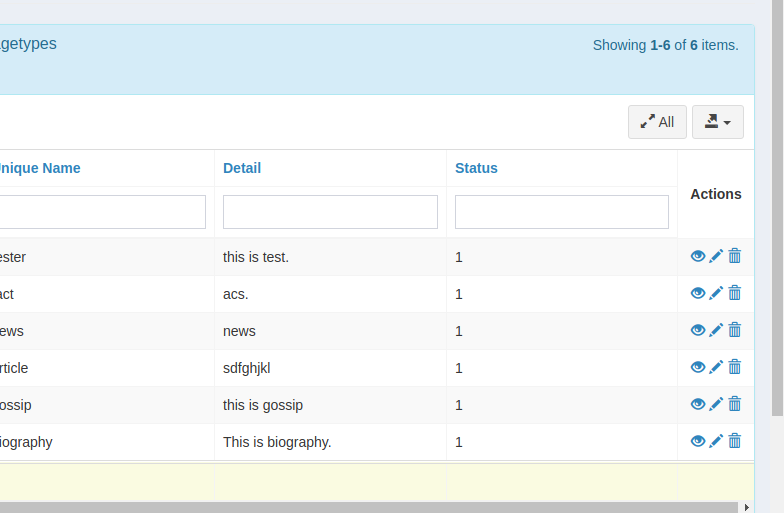 getypes
Showing 1-6 of 6 items.
All
nique Name Detail Status
Actions
ester this is test. 1
act acs. 1
ews news 1
rticle sdfghjkl 1
ossip this is gossip 1
iography This is biography. 1